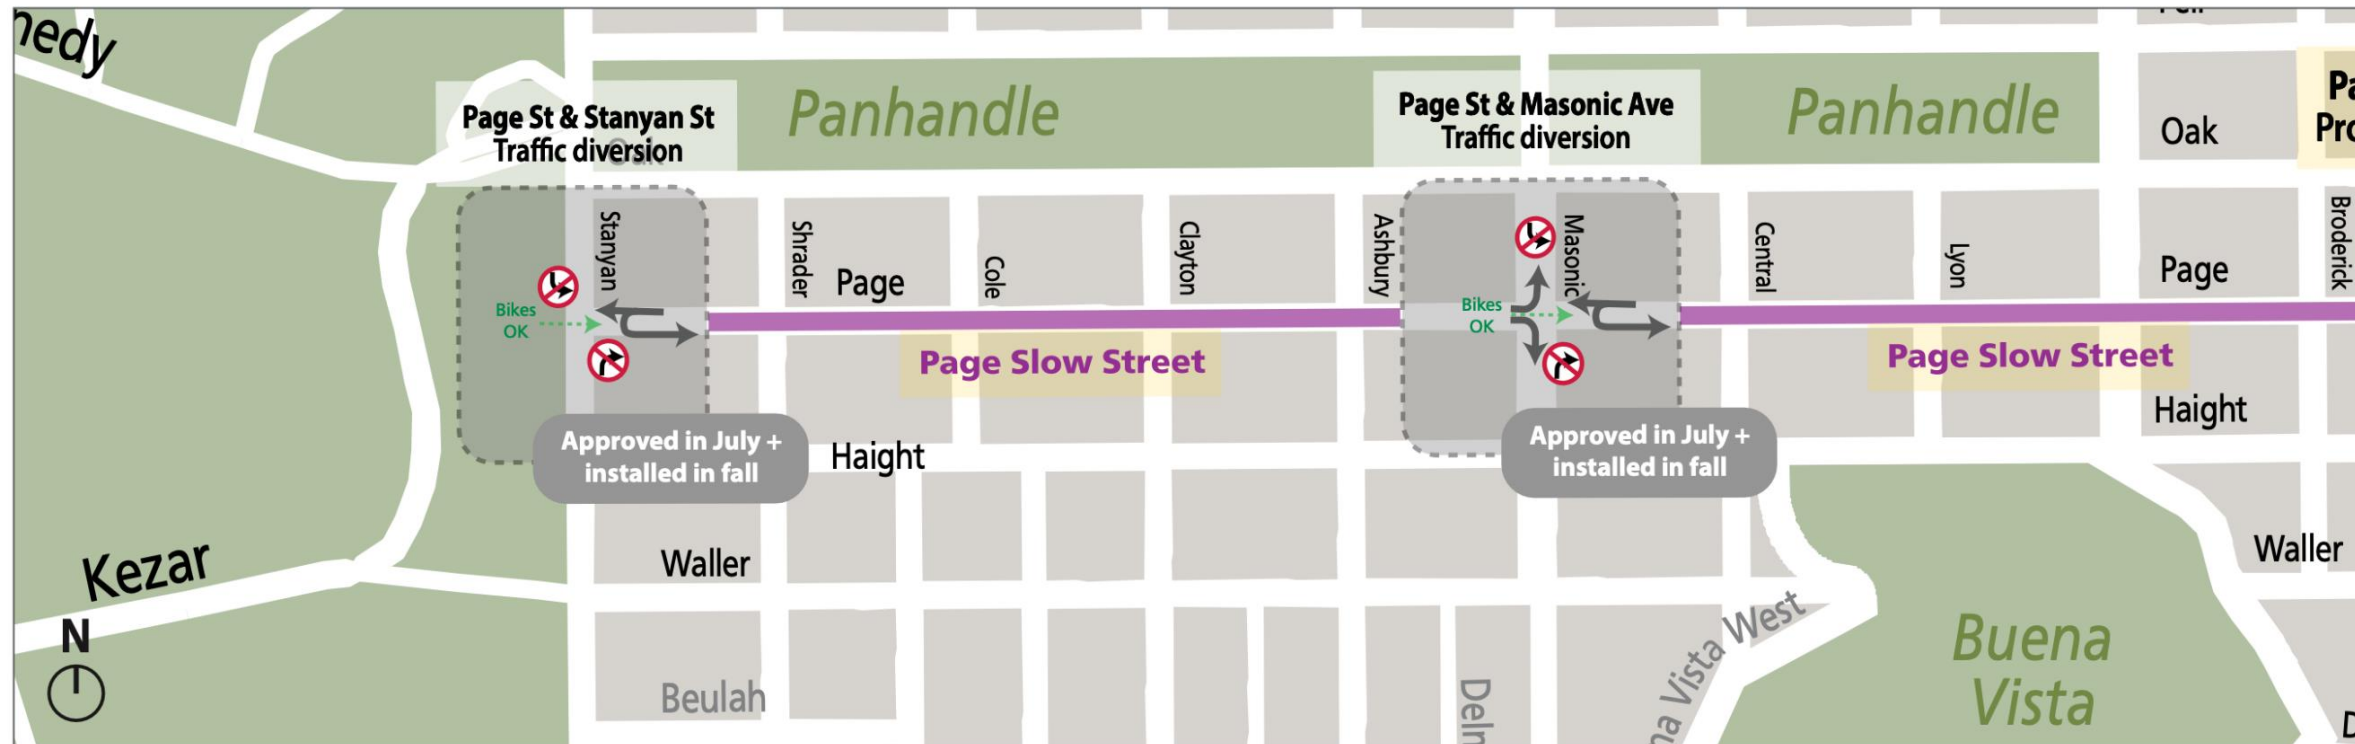 nedy
Page St & Stanyan St
Traffic diversion
Oak
Panhandle
Page St & Masonic Ave
Traffic diversion
Panhandle
Oak
Stanyan
Shrader
Page
Cole
Clayton
Ashbury
Masonic
Central
Lyon
Page
Broderick
Bikes
OK
Bikes
OK
Page Slow Street
Page Slow Street
Approved in July +
installed in fall
Haight
Approved in July +
installed in fall
Haight
Kezar
Waller
Waller
N
Beulah
na Vista West
Buena
Vista